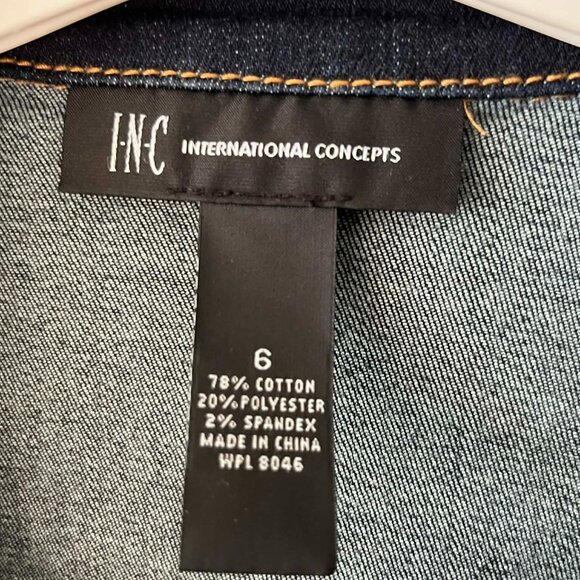 I·N·C INTERNATIONAL CONCEPTS
6
78% COTTON
20% POLYESTER
2% SPANDEX
MADE IN CHINA
WPL 8046